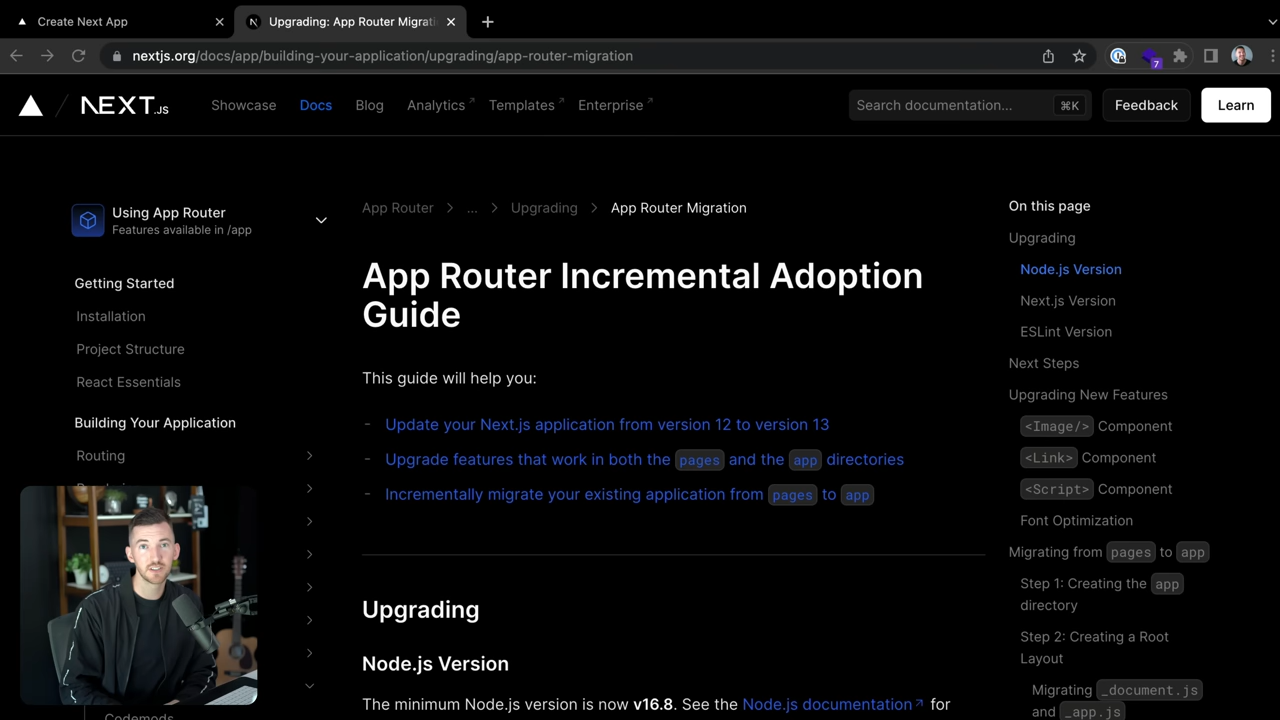 Create Next App
Upgrading: App Router Migrati
nextjs.org/docs/app/building-your-application/upgrading/app-router-migration
7
NEXT.JS
Showcase
Docs
Blog
Analytics
Templates
Enterprise
Search documentation...
⌘K
Feedback
Learn
Using App Router
Features available in /app
Getting Started
Installation
Project Structure
React Essentials
Building Your Application
Routing
Codemods
App Router > ... > Upgrading > App Router Migration
App Router Incremental Adoption
Guide
This guide will help you:
- Update your Next.js application from version 12 to version 13
- Upgrade features that work in both the pages and the app directories
- Incrementally migrate your existing application from pages to app
Upgrading
Node.js Version
The minimum Node.js version is now v16.8. See the Node.js documentation↗ for
On this page
Upgrading
Node.js Version
Next.js Version
ESLint Version
Next Steps
Upgrading New Features
<Image/> Component
<Link> Component
<Script> Component
Font Optimization
Migrating from pages to app
Step 1: Creating the app
directory
Step 2: Creating a Root
Layout
Migrating _document.js
and _app.js